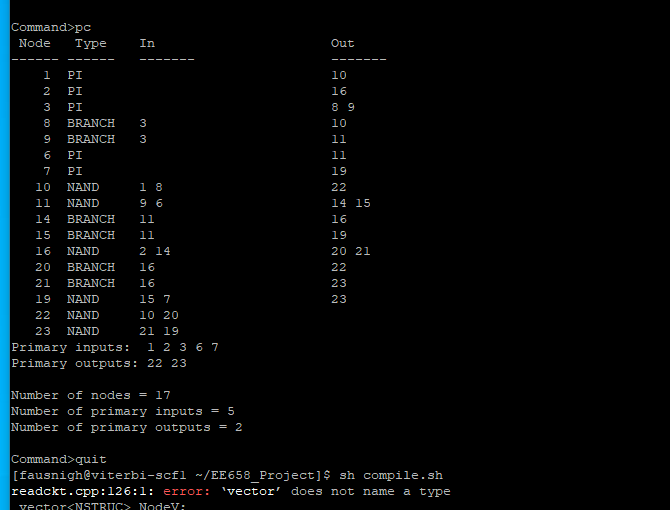 Command>pc
Node Type In Out
------ ------ ------- -------
1 PI 10
2 PI 16
3 PI 8 9
8 BRANCH 3 10
9 BRANCH 3 11
6 PI 11
7 PI 19
10 NAND 1 8 22
11 NAND 9 6 14 15
14 BRANCH 11 16
15 BRANCH 11 19
16 NAND 2 14 20 21
20 BRANCH 16 22
21 BRANCH 16 23
19 NAND 15 7 23
22 NAND 10 20
23 NAND 21 19
Primary inputs: 1 2 3 6 7
Primary outputs: 22 23
Number of nodes = 17
Number of primary inputs = 5
Number of primary outputs = 2
Command>quit
[fausnigh@viterbi-scf1 ~/EE658_Project]$ sh compile.sh
readckt.cpp:126:1: error: ‘vector’ does not name a type
vector<NSTRUC> NodeV;